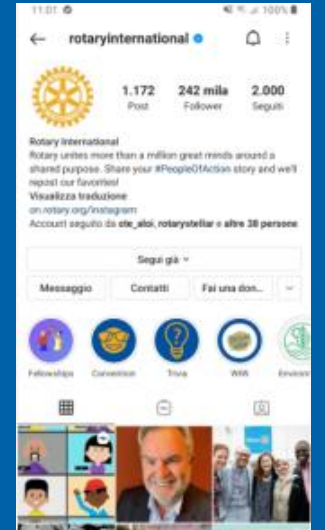 11:01
100%
rotaryinternational
1.172 242 mila 2.000
Post Follower Seguiti
Rotary International
Rotary unites more than a million great minds around a
shared purpose. Share your #PeopleOfAction story and we'll
repost our favorites!
Visualizza traduzione
on.rotary.org/instagram
Account seguito da ste_aloi, rotarystellar e altre 38 persone
Segui già
Messaggio Contatti Fai una don...
Fellowships Convention Trivia WIW Environm